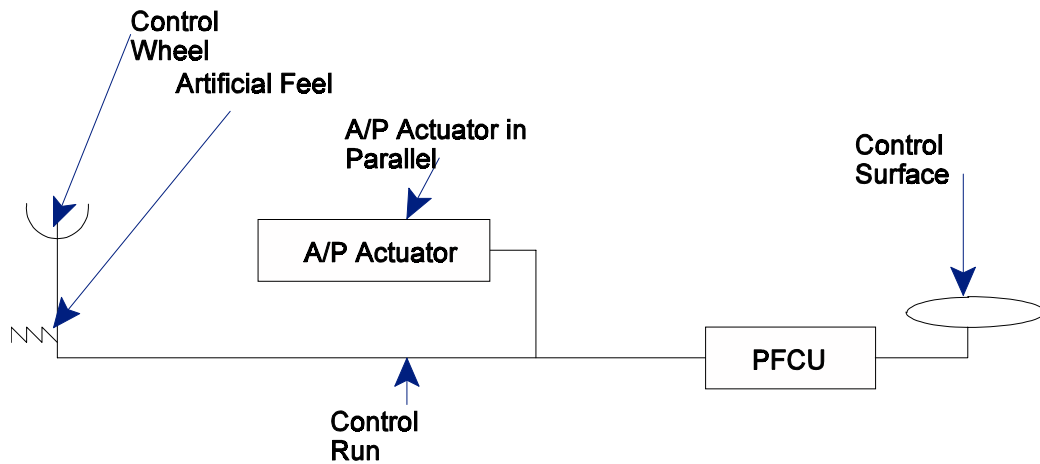 Control
Wheel
Artificial Feel
A/P Actuator in
Parallel
Control
Surface
A/P Actuator
PFCU
Control
Run